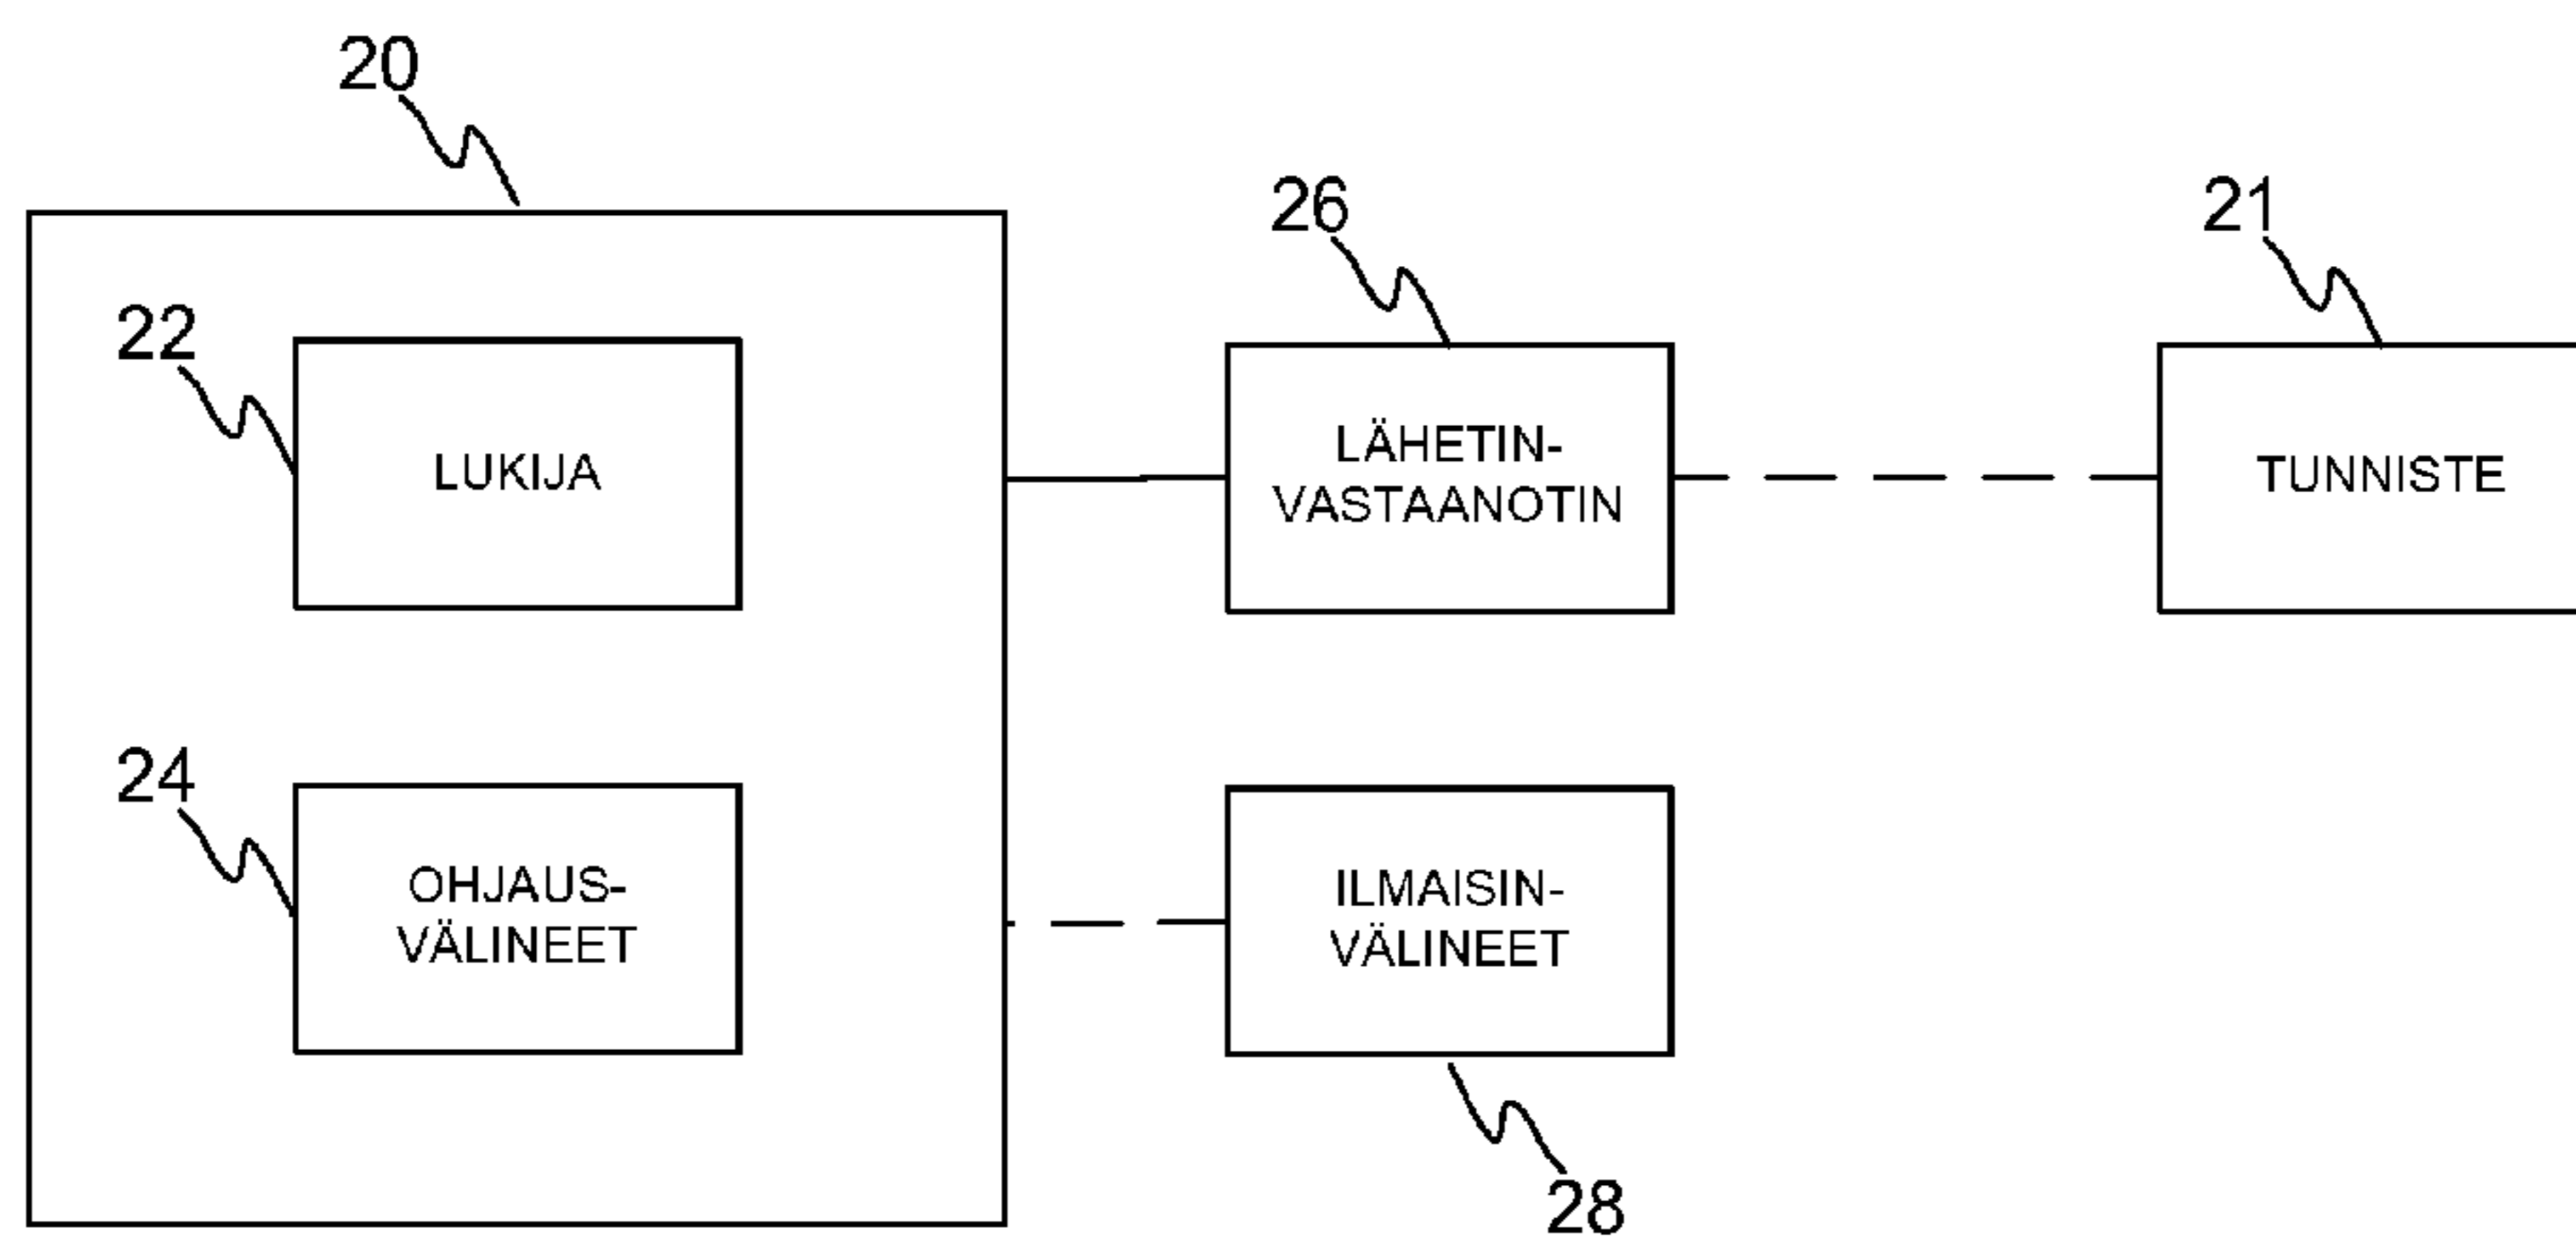 20
26
21
22
LUKIJA
LÄHETIN-
VASTAANOTIN
TUNNISTE
24
OHJAUS-
VÄLINEET
ILMAISIN-
VÄLINEET
28